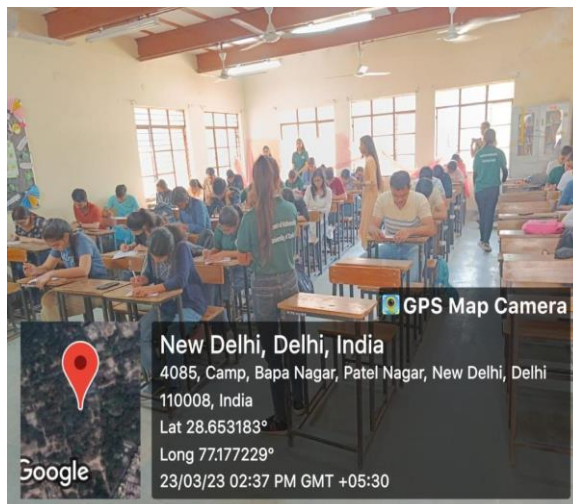 GPS Map Camera
New Delhi, Delhi, India
4085, Camp, Bapa Nagar, Patel Nagar, New Delhi, Delhi
110008, India
Lat 28.653183°
Long 77.177229°
23/03/23 02:37 PM GMT +05:30
Google